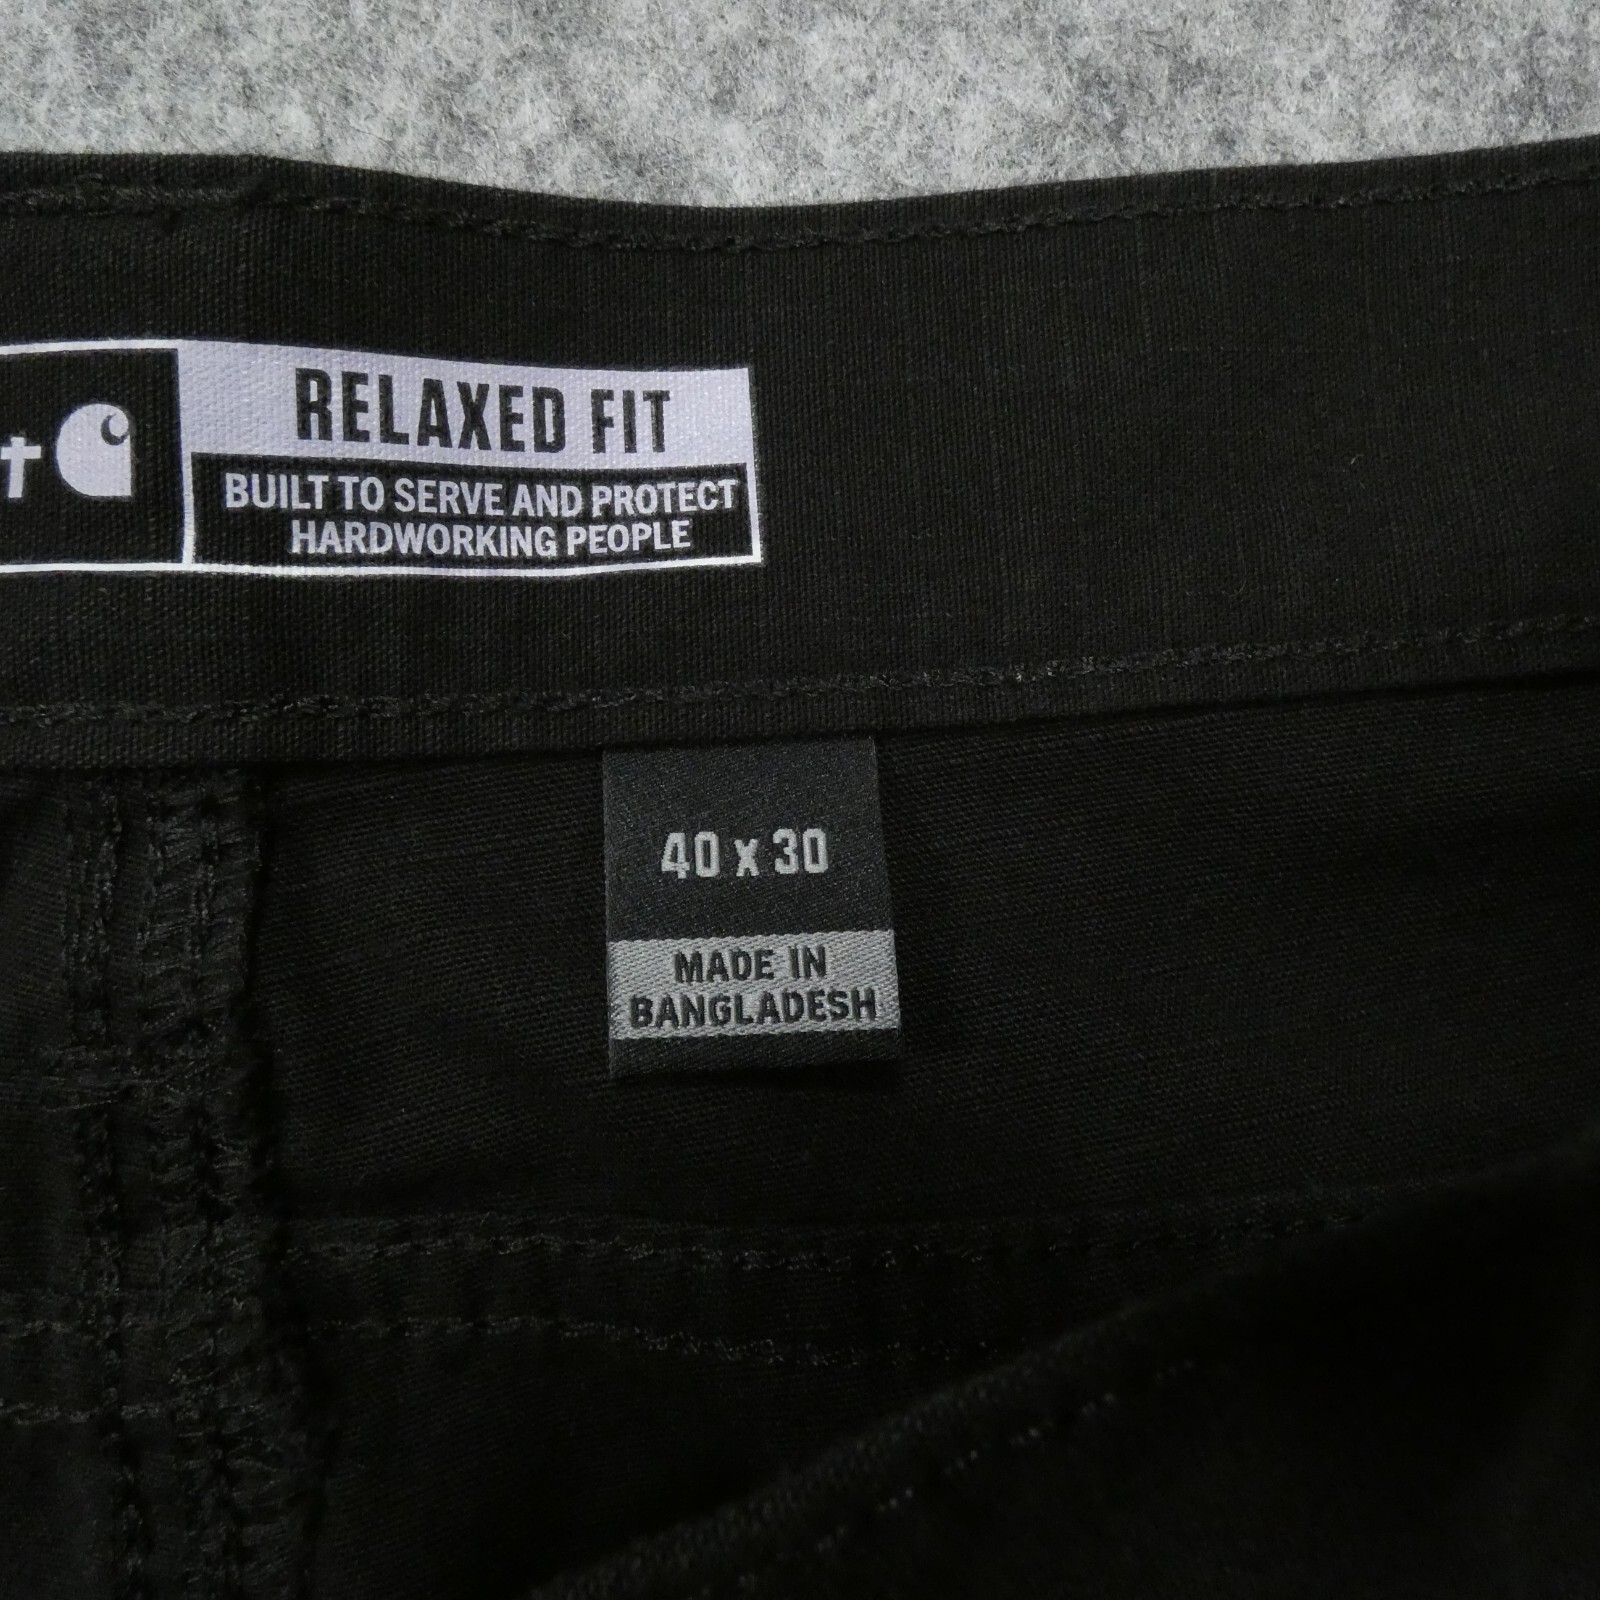 RELAXED FIT
BUILT TO SERVE AND PROTECT
HARDWORKING PEOPLE
40 x 30
MADE IN
BANGLADESH